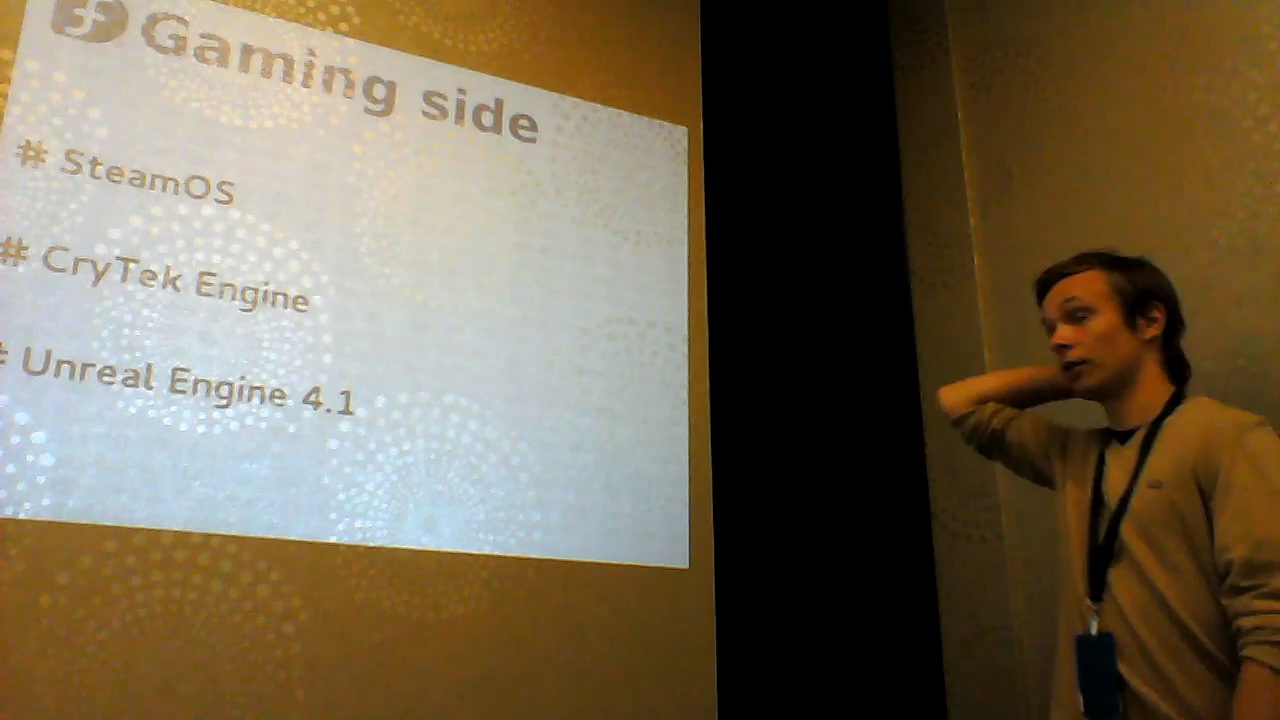 Gaming side
# SteamOS
# CryTek Engine
# Unreal Engine 4.1